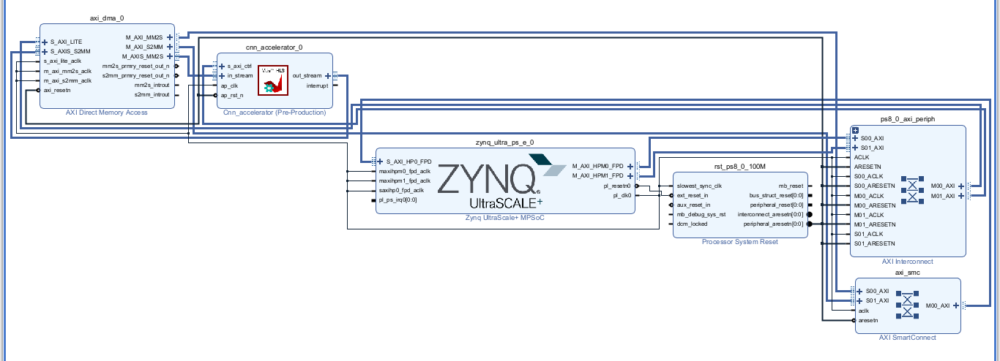 axi_dma_0
S_AXI_LITE
S_AXIS_S2MM
s_axi_lite_aclk
m_axi_mm2s_aclk
m_axi_s2mm_aclk
axi_resetn
M_AXI_MM2S
M_AXI_S2MM
M_AXIS_MM2S
mm2s_prmry_reset_out_n
s2mm_prmry_reset_out_n
mm2s_introut
s2mm_introut
AXI Direct Memory Access
cnn_accelerator_0
s_axi_ctrl
in_stream
ap_clk
ap_rst_n
HLS
out_stream
interrupt
Cnn_accelerator (Pre-Production)
zynq_ultra_ps_e_0
S_AXI_HP0_FPD
maxihpm0_fpd_aclk
maxihpm1_fpd_aclk
saxihp0_fpd_aclk
pl_ps_irq0[0:0]
ZYNQ
UltraSCALE+
M_AXI_HPM0_FPD
M_AXI_HPM1_FPD
pl_resetn0
pl_clk0
Zynq UltraScale+ MPSoC
rst_ps8_0_100M
slowest_sync_clk
ext_reset_in
aux_reset_in
mb_debug_sys_rst
dcm_locked
mb_reset
bus_struct_reset[0:0]
peripheral_reset[0:0]
interconnect_aresetn[0:0]
peripheral_aresetn[0:0]
Processor System Reset
ps8_0_axi_periph
S00_AXI
S01_AXI
ACLK
ARESETN
S00_ACLK
S00_ARESETN
M00_ACLK
M00_ARESETN
M01_ACLK
M01_ARESETN
S01_ACLK
S01_ARESETN
M00_AXI
M01_AXI
AXI Interconnect
axi_smc
S00_AXI
S01_AXI
aclk
aresetn
M00_AXI
AXI SmartConnect